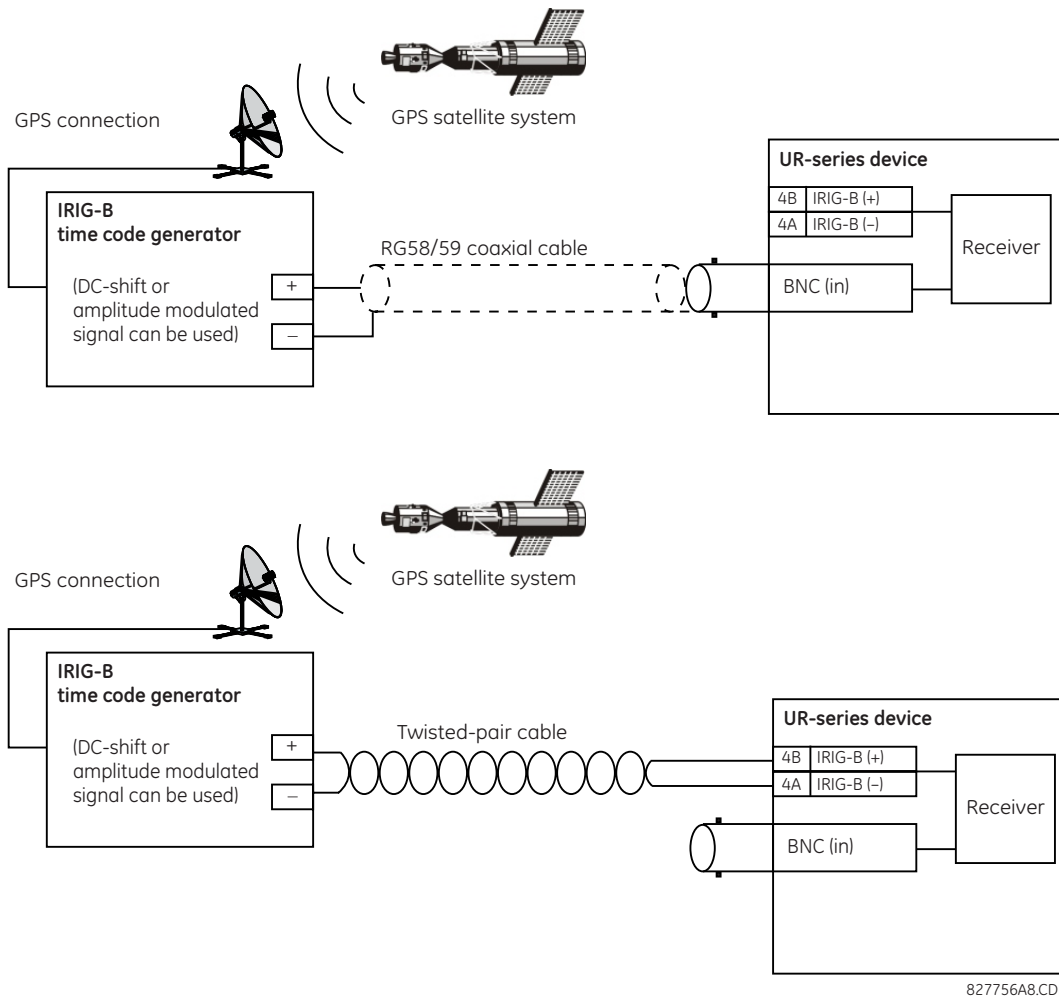 GPS connection
GPS satellite system
IRIG-B
time code generator
(DC-shift or
amplitude modulated
signal can be used)
+
–
RG58/59 coaxial cable
UR-series device
4B IRIG-B (+)
4A IRIG-B (–)
BNC (in)
Receiver
GPS connection
GPS satellite system
IRIG-B
time code generator
(DC-shift or
amplitude modulated
signal can be used)
+
–
Twisted-pair cable
UR-series device
4B IRIG-B (+)
4A IRIG-B (–)
BNC (in)
Receiver
827756A8.CD